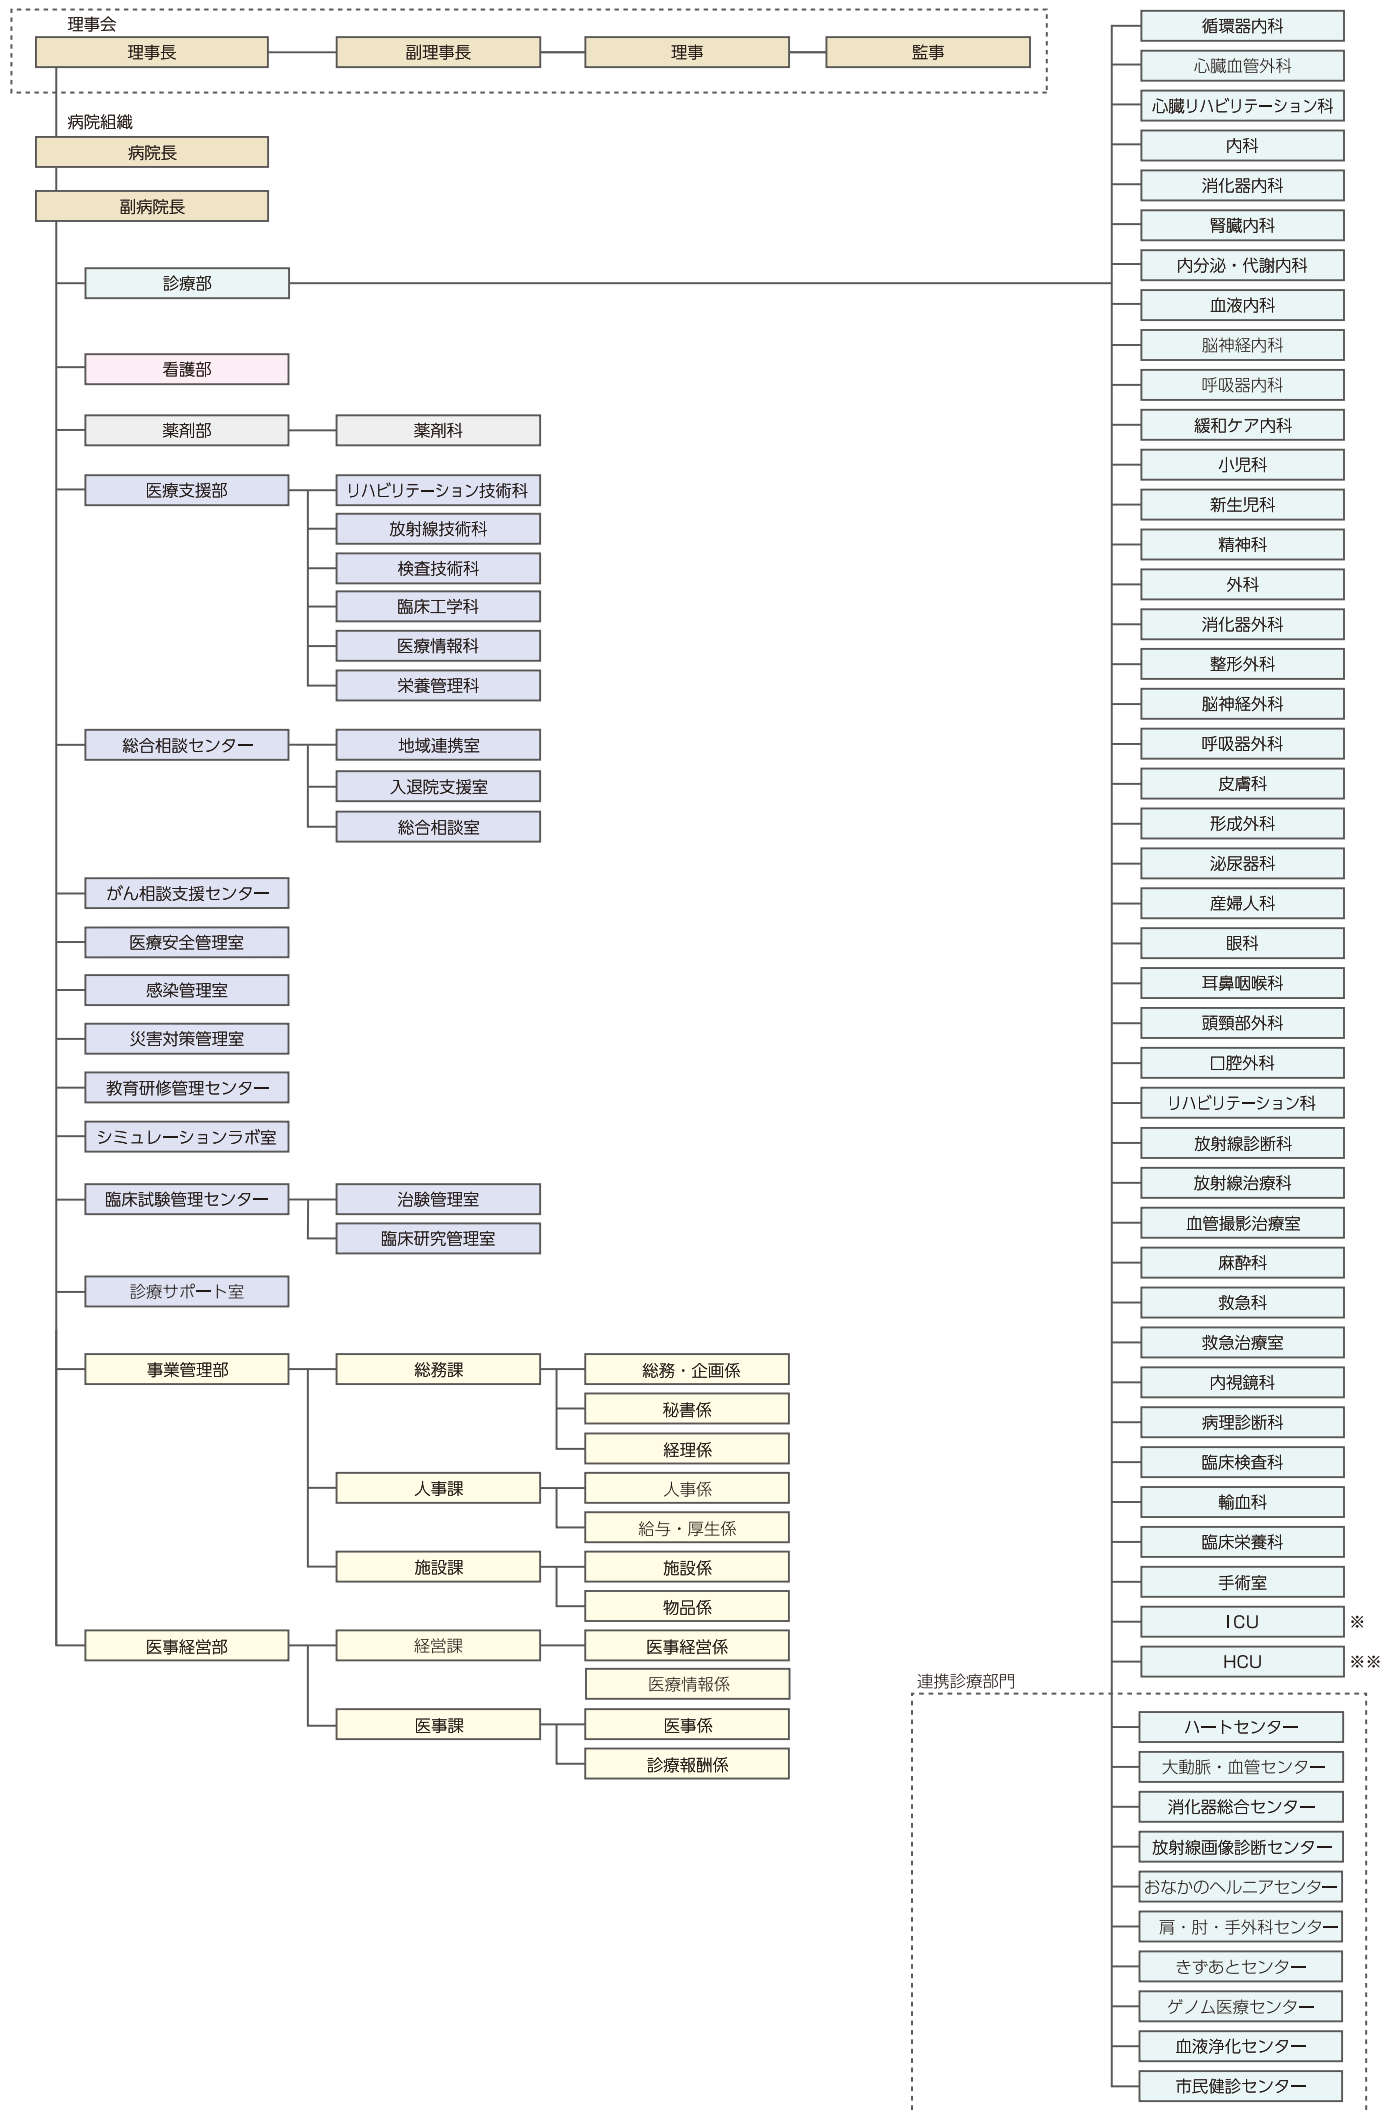 理事会
理事長
副理事長
理事
監事
病院組織
病院長
副病院長
診療部
看護部
薬剤部
薬剤科
医療支援部
リハビリテーション技術科
放射線技術科
検査技術科
臨床工学科
医療情報科
栄養管理科
総合相談センター
地域連携室
入退院支援室
総合相談室
がん相談支援センター
医療安全管理室
感染管理室
災害対策管理室
教育研修管理センター
シミュレーションラボ室
臨床試験管理センター
治験管理室
臨床研究管理室
診療サポート室
事業管理部
総務課
総務・企画係
秘書係
経理係
人事課
人事係
給与・厚生係
施設課
施設係
物品係
医事経営部
経営課
医事経営係
医療情報係
医事課
医事係
診療報酬係
循環器内科
心臓血管外科
心臓リハビリテーション科
内科
消化器内科
腎臓内科
内分泌・代謝内科
血液内科
脳神経内科
呼吸器内科
緩和ケア内科
小児科
新生児科
精神科
外科
消化器外科
整形外科
脳神経外科
呼吸器外科
皮膚科
形成外科
泌尿器科
産婦人科
眼科
耳鼻咽喉科
頭頸部外科
口腔外科
リハビリテーション科
放射線診断科
放射線治療科
血管撮影治療室
麻酔科
救急科
救急治療室
内視鏡科
病理診断科
臨床検査科
輸血科
臨床栄養科
手術室
ICU ※
HCU ※※
連携診療部門
ハートセンター
大動脈・血管センター
消化器総合センター
放射線画像診断センター
おなかのヘルニアセンター
肩・肘・手外科センター
きずあとセンター
ゲノム医療センター
血液浄化センター
市民健診センター